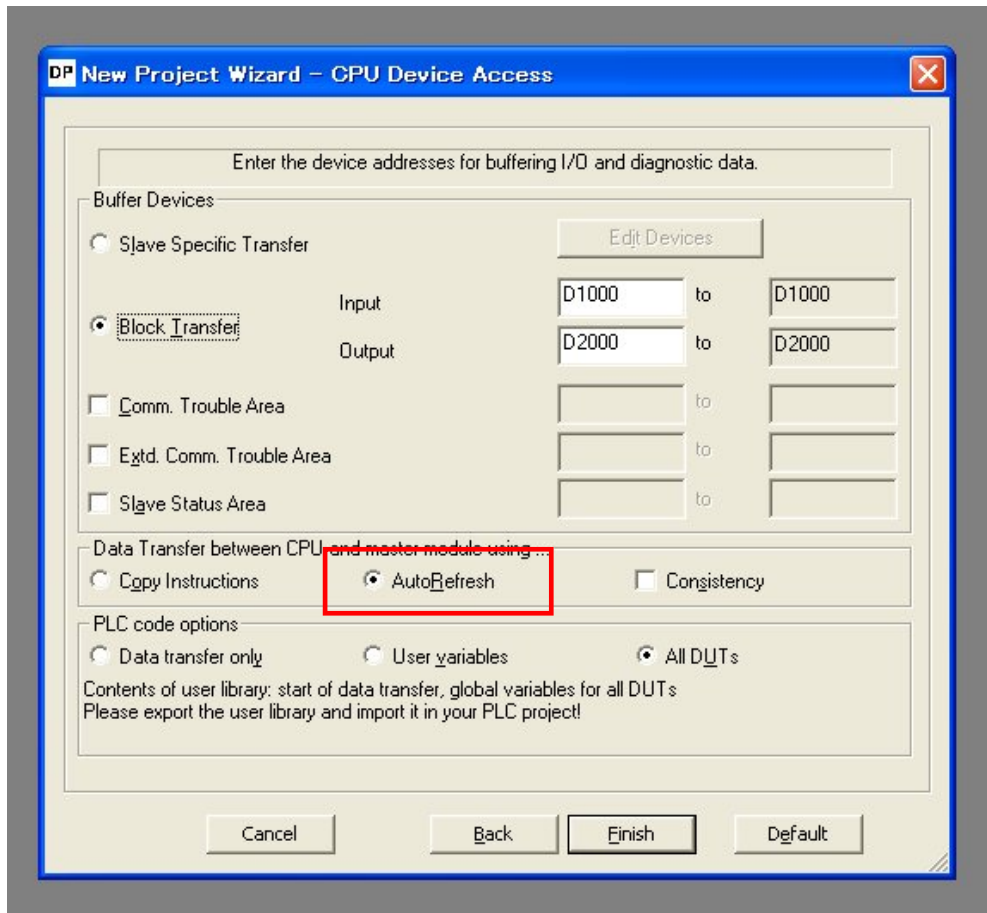 DP New Project Wizard - CPU Device Access
Enter the device addresses for buffering I/O and diagnostic data.
Buffer Devices
Slave Specific Transfer
Edit Devices
Input
D1000 to D1000
Block Transfer
Output
D2000 to D2000
Comm. Trouble Area
to
Extd. Comm. Trouble Area
to
Slave Status Area
to
Data Transfer between CPU and master module using ...
Copy Instructions AutoRefresh Consistency
PLC code options
Data transfer only User variables All DUTs
Contents of user library: start of data transfer, global variables for all DUTs
Please export the user library and import it in your PLC project!
Cancel Back Finish Default